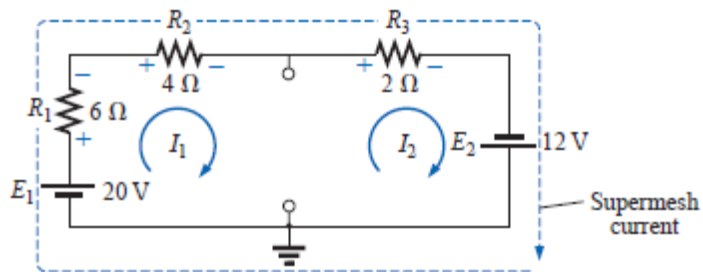 R2
R3
+ −
+ −
−
4 Ω
2 Ω
R1
6 Ω
+
I1
I2
E2
12 V
E1
20 V
Supermesh
current